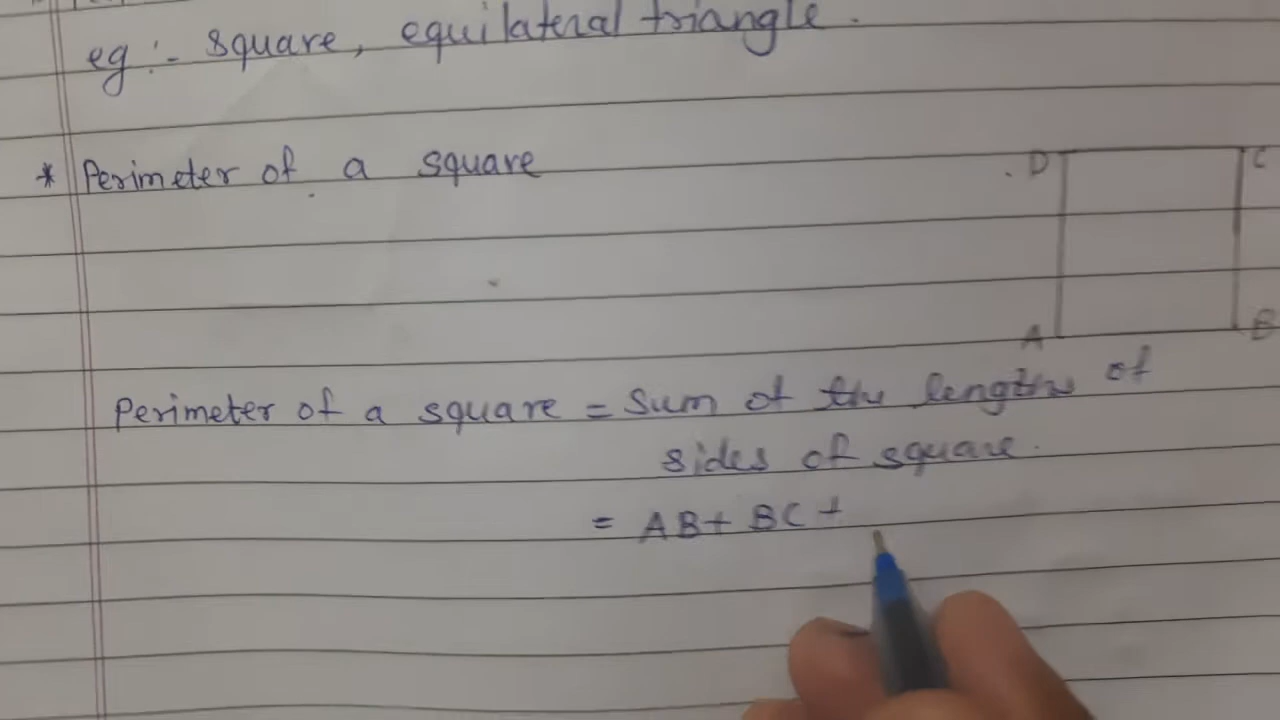 eg :- square, equilateral triangle.
* Perimeter of a square
D C
A B
Perimeter of a square = Sum of the lengths of
sides of square.
= AB + BC +